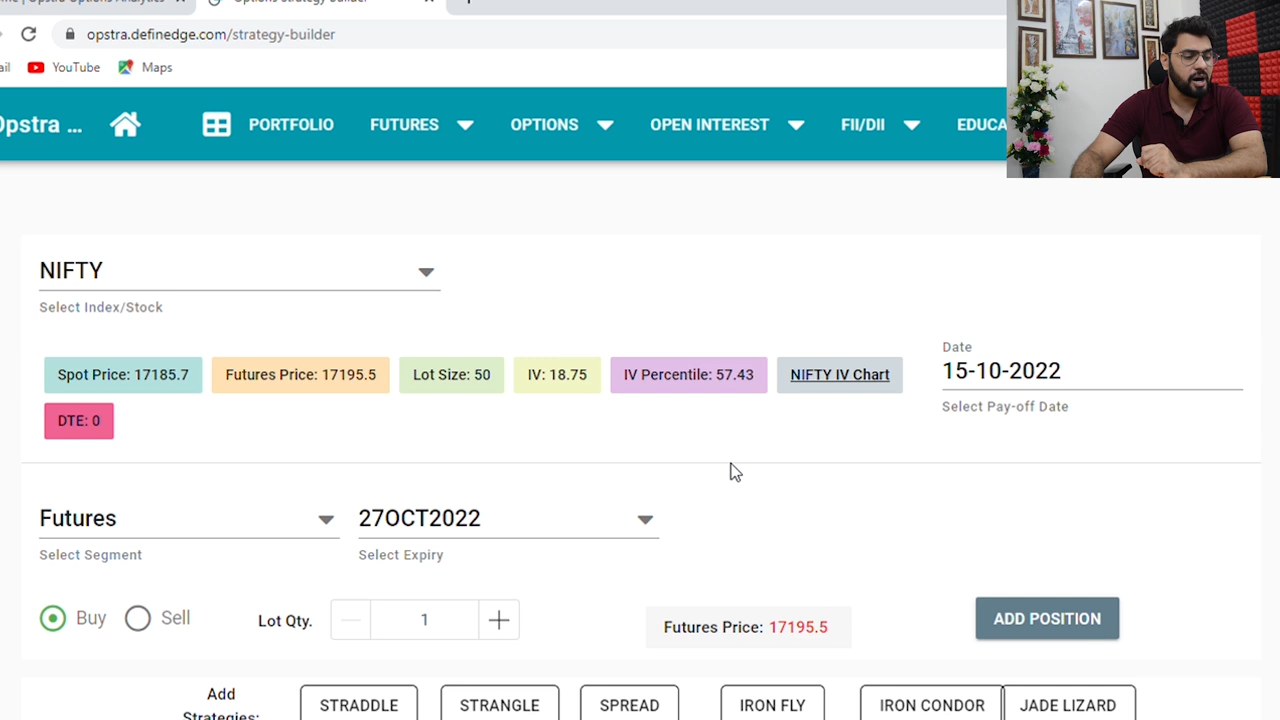 Options Strategy Builder
opstra.definedge.com/strategy-builder
YouTube Maps
Opstra ... PORTFOLIO FUTURES OPTIONS OPEN INTEREST FII/DII
NIFTY
Select Index/Stock
Spot Price: 17185.7 Futures Price: 17195.5 Lot Size: 50 IV: 18.75 IV Percentile: 57.43 NIFTY IV Chart
DTE: 0
Date
15-10-2022
Select Pay-off Date
Futures 27OCT2022
Select Segment Select Expiry
Buy Sell Lot Qty. 1 Futures Price: 17195.5 ADD POSITION
Add
Strategies:
STRADDLE STRANGLE SPREAD IRON FLY IRON CONDOR JADE LIZARD